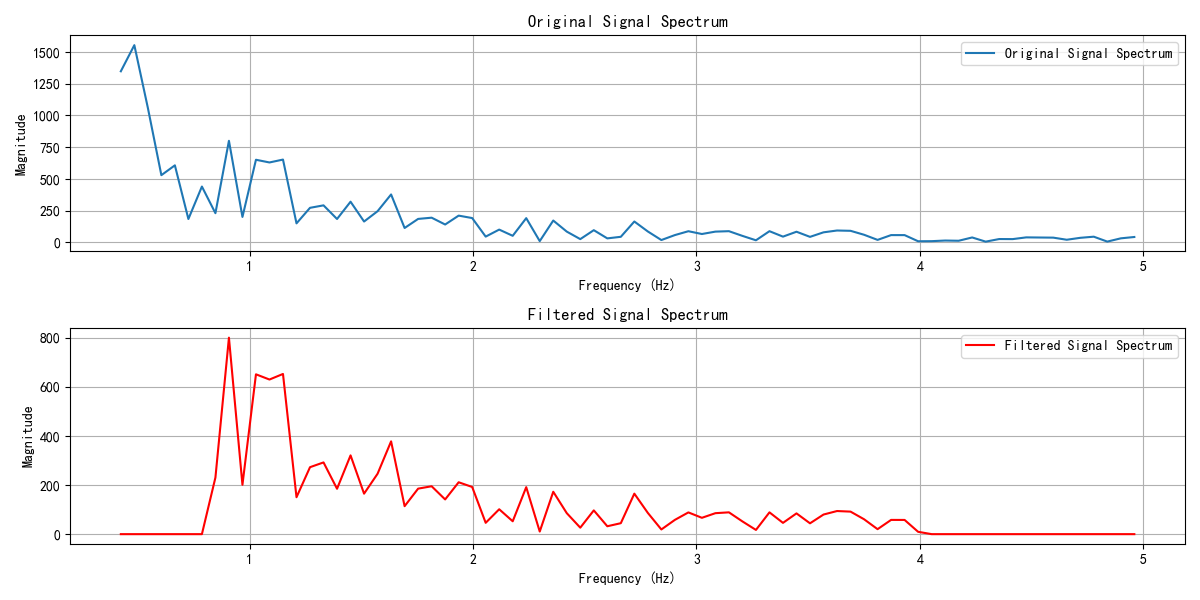 Original Signal Spectrum
Original Signal Spectrum
Magnitude
1500
1250
1000
750
500
250
0
1 2 3 4 5
Frequency (Hz)
Filtered Signal Spectrum
Filtered Signal Spectrum
Magnitude
800
600
400
200
0
1 2 3 4 5
Frequency (Hz)